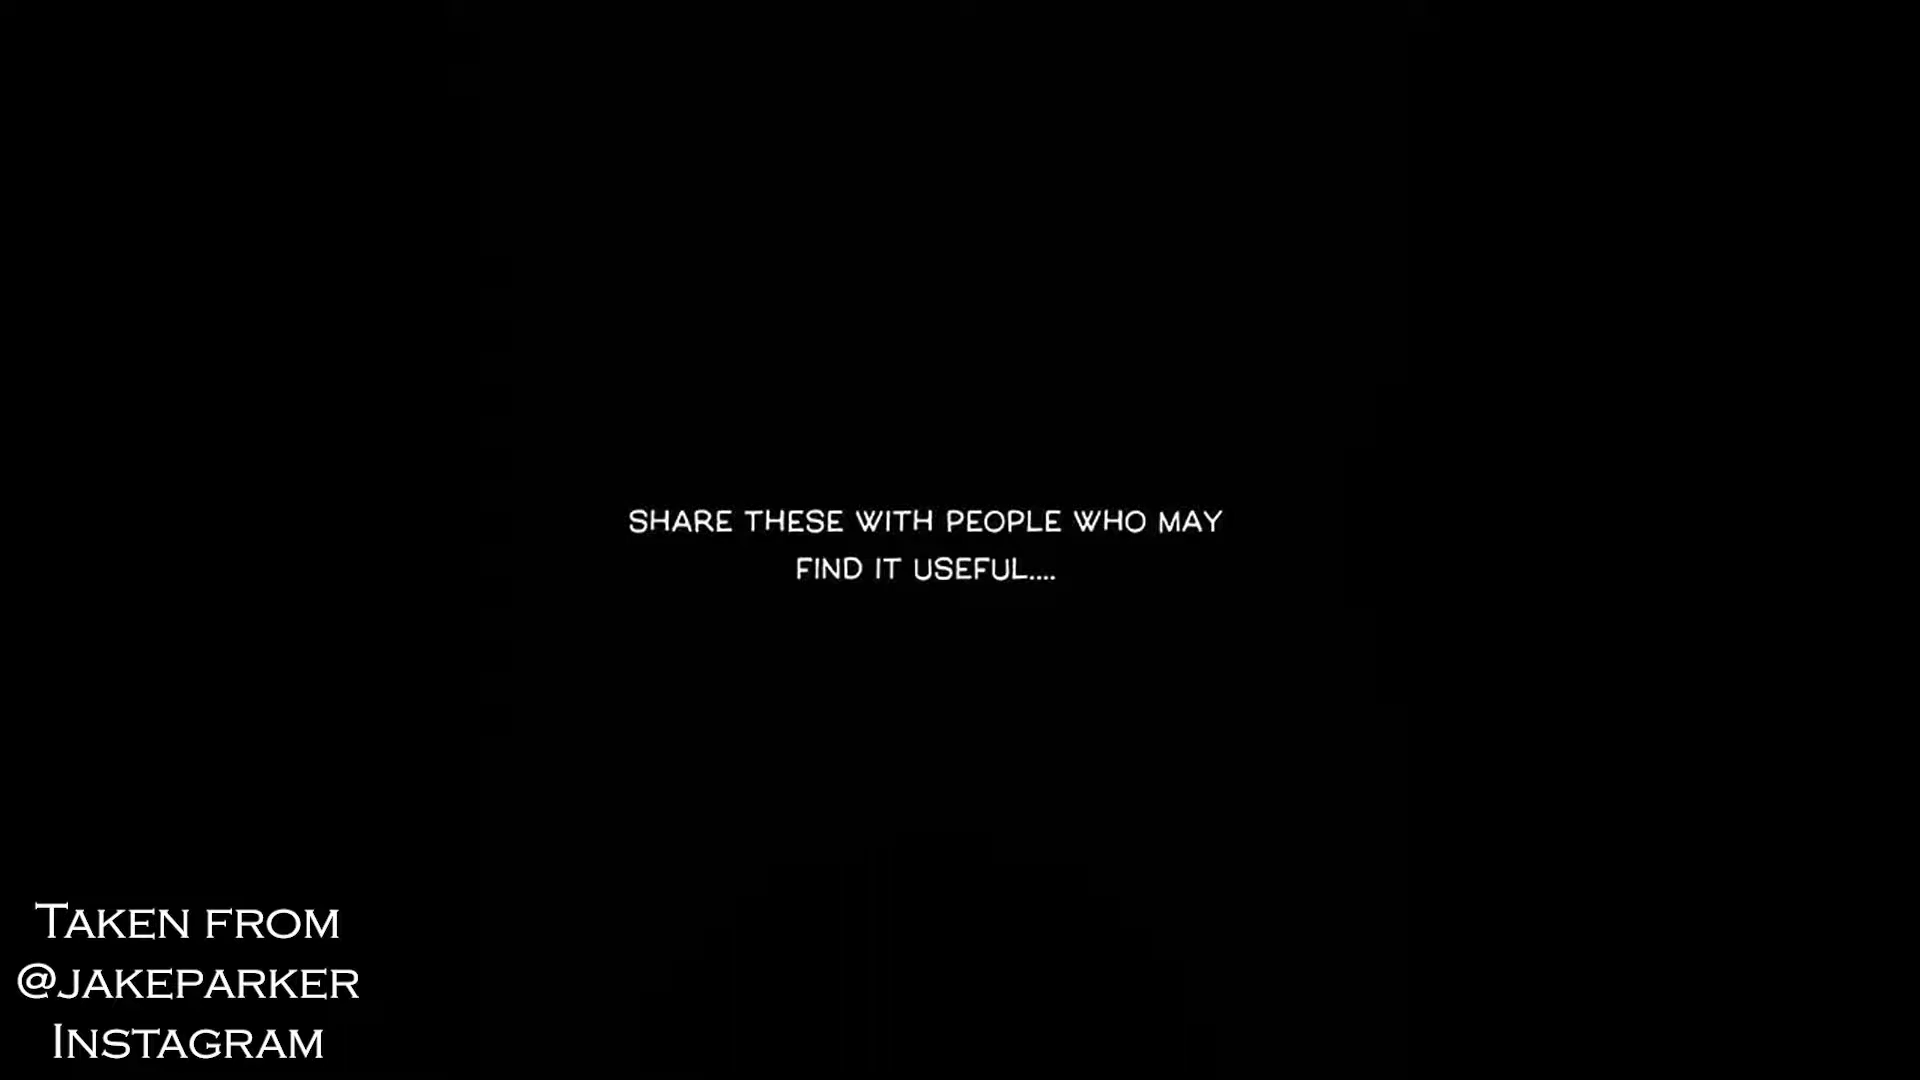 SHARE THESE WITH PEOPLE WHO MAY
FIND IT USEFUL....
TAKEN FROM
@JAKEPARKER
INSTAGRAM